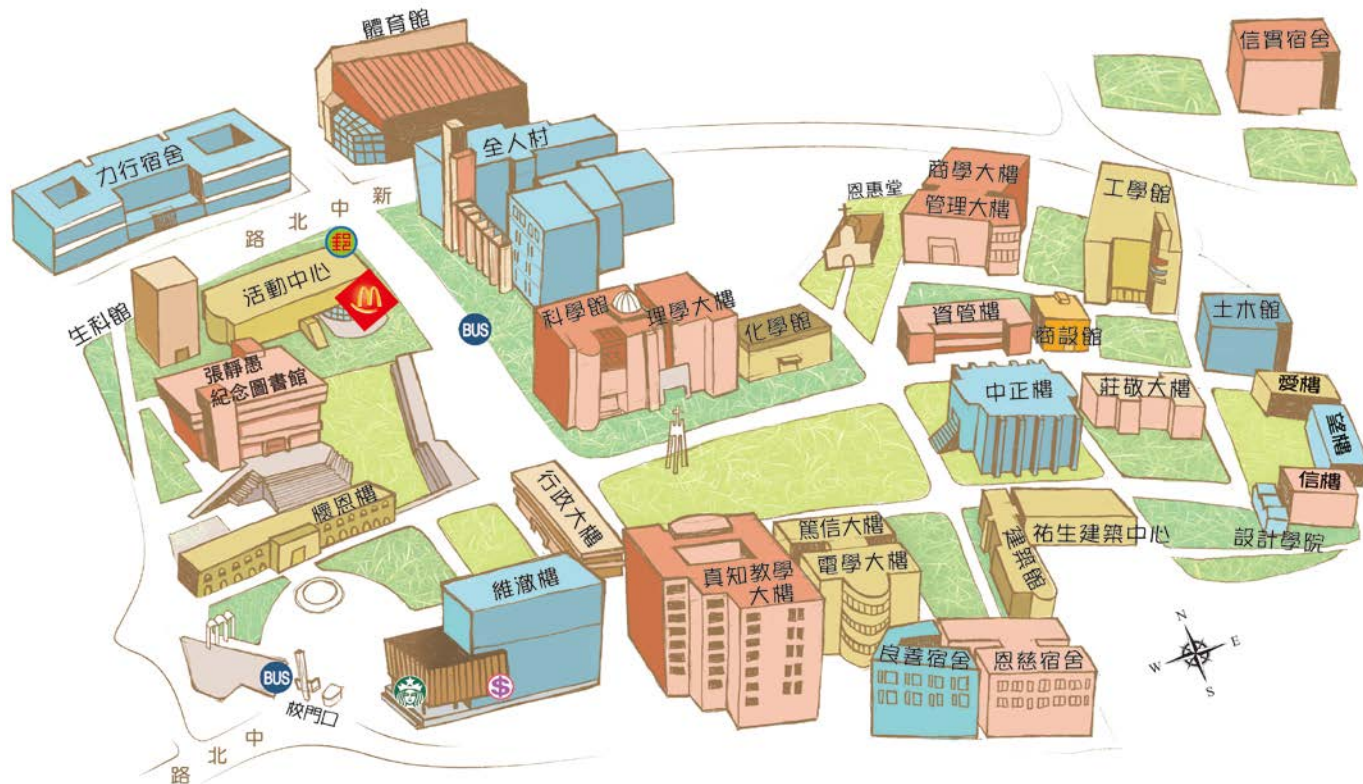 體育館
信實宿舍
力行宿舍
全人村
新中北路
恩惠堂
商學大樓
管理大樓
工學館
郵
活動中心
生科館
BUS
科學館
理學大樓
化學館
資管樓
商設館
土木館
張靜愚
紀念圖書館
中正樓
莊敬大樓
愛樓
望樓
信樓
懷恩樓
行政大樓
篤信大樓
電學大樓
祐生建築中心
建築館
設計學院
維澈樓
真知教學
大樓
良善宿舍
恩慈宿舍
N
W
E
S
BUS
$
校門口
中北路